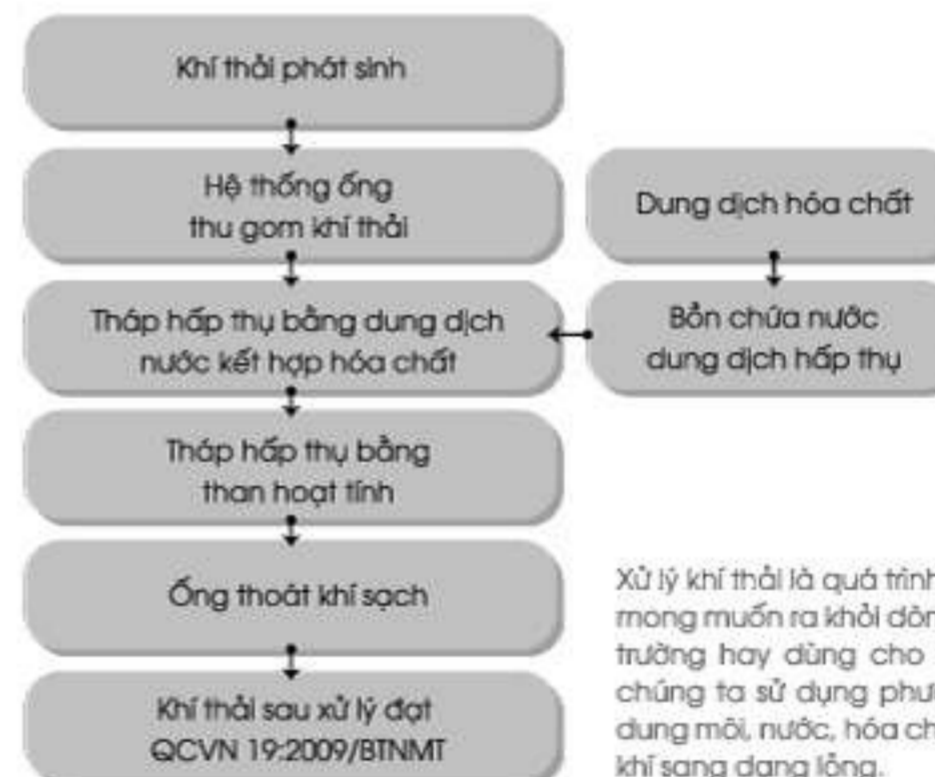 Khí thải phát sinh
Hệ thống ống
thu gom khí thải
Dung dịch hóa chất
Tháp hấp thụ bằng dung dịch
nước kết hợp hóa chất
Bồn chứa nước
dung dịch hấp thụ
Tháp hấp thụ bằng
than hoạt tính
Ống thoát khí sạch
Khí thải sau xử lý đạt
QCVN 19:2009/BTNMT
Xử lý khí thải là quá trình
mong muốn ra khỏi
trường hay dùng cho
chúng ta sử dụng
dung môi, nước, hóa
khí sang dạng lỏng.